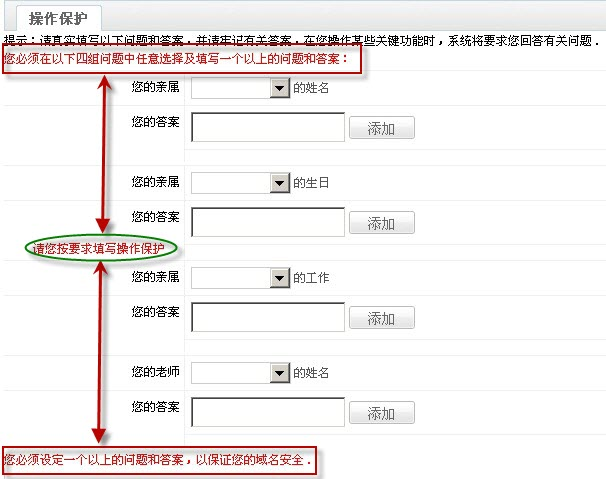 操作保护
提示：请真实填写以下问题和答案，并请牢记有关答案，在您操作某些关键功能时，系统将要求您回答有关问题．
您必须在以下四组问题中任意选择及填写一个以上的问题和答案：
您的亲属 的姓名
您的答案 添加
您的亲属 的生日
您的答案 添加
请您按要求填写操作保护
您的亲属 的工作
您的答案 添加
您的老师 的姓名
您的答案 添加
您必须设定一个以上的问题和答案，以保证您的域名安全．